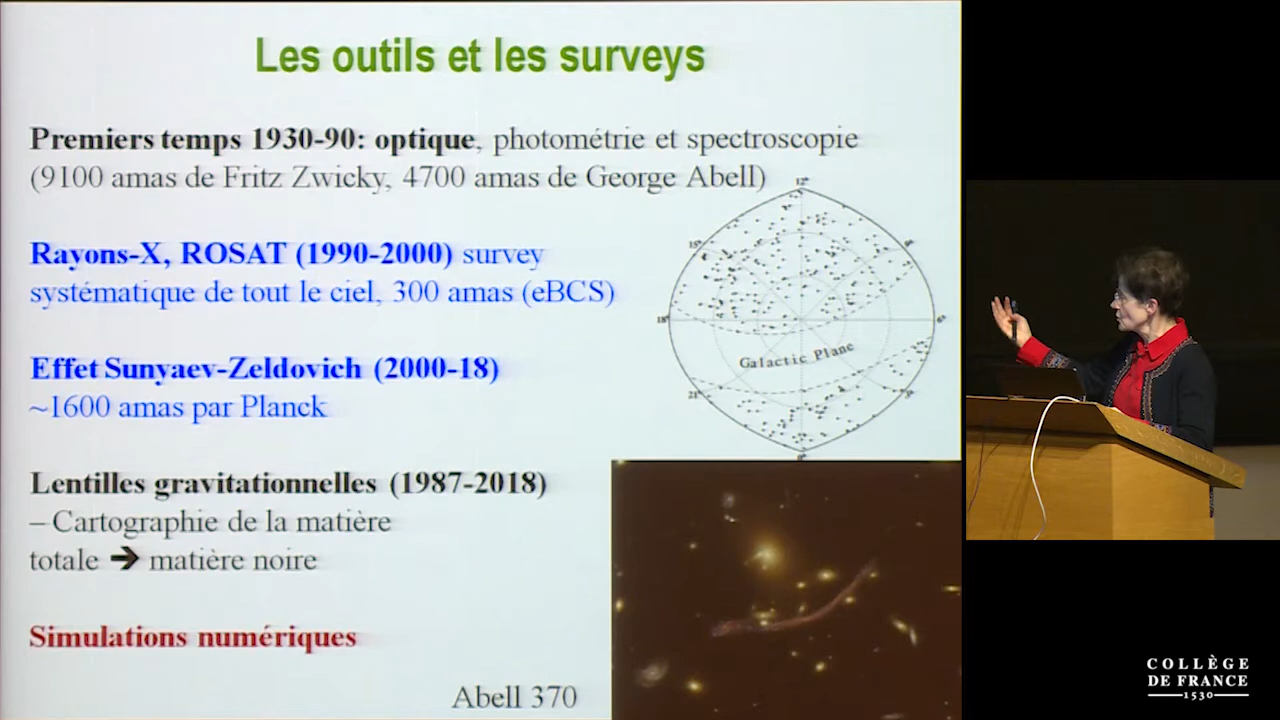 Les outils et les surveys
Premiers temps 1930-90: optique, photométrie et spectroscopie
(9100 amas de Fritz Zwicky, 4700 amas de George Abell)
Rayons-X, ROSAT (1990-2000) survey
systématique de tout le ciel, 300 amas (eBCS)
Effet Sunyaev-Zeldovich (2000-18)
~1600 amas par Planck
Lentilles gravitationnelles (1987-2018)
– Cartographie de la matière
totale ➔ matière noire
Simulations numériques
Abell 370
12h
18h
Galactic Plane
21h
COLLÈGE
DE FRANCE
1530